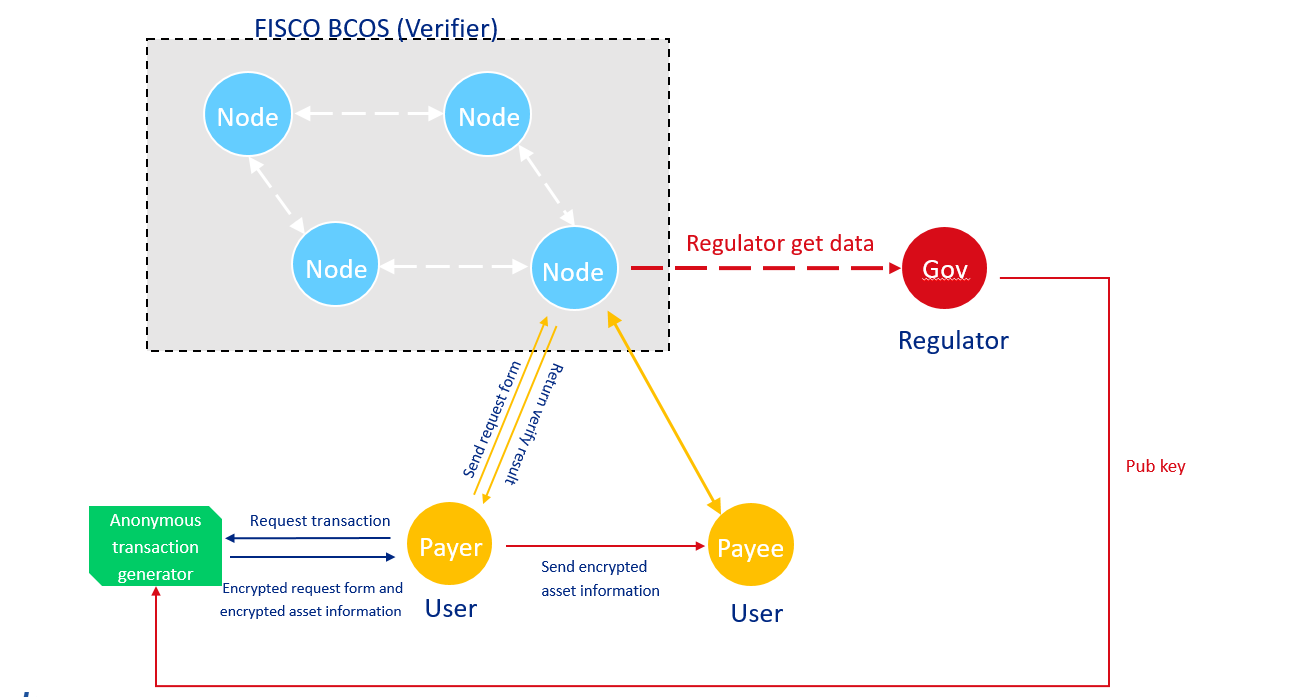 FISCO BCOS (Verifier)
Node
Node
Node
Node
Regulator get data
Gov
Regulator
Send request form
Return verify result
Pub key
Anonymous
transaction
generator
Request transaction
Encrypted request form and
encrypted asset information
Payer
User
Send encrypted
asset information
Payee
User